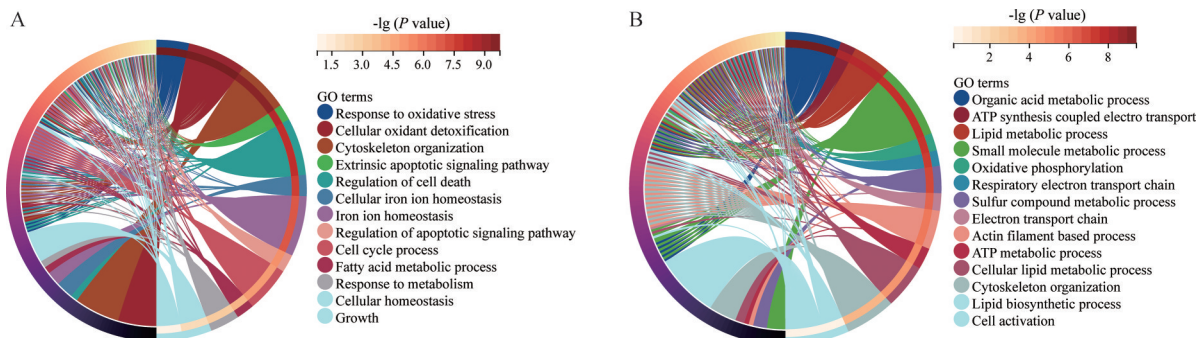 A
-lg (P value)
1.5 3.0 4.5 6.0 7.5 9.0
GO terms
Response to oxidative stress
Cellular oxidant detoxification
Cytoskeleton organization
Extrinsic apoptotic signaling pathway
Regulation of cell death
Cellular iron ion homeostasis
Iron ion homeostasis
Regulation of apoptotic signaling pathway
Cell cycle process
Fatty acid metabolic process
Response to metabolism
Cellular homeostasis
Growth
B
-lg (P value)
2 4 6 8
GO terms
Organic acid metabolic process
ATP synthesis coupled electro transport
Lipid metabolic process
Small molecule metabolic process
Oxidative phosphorylation
Respiratory electron transport chain
Sulfur compound metabolic process
Electron transport chain
Actin filament based process
ATP metabolic process
Cellular lipid metabolic process
Cytoskeleton organization
Lipid biosynthetic process
Cell activation